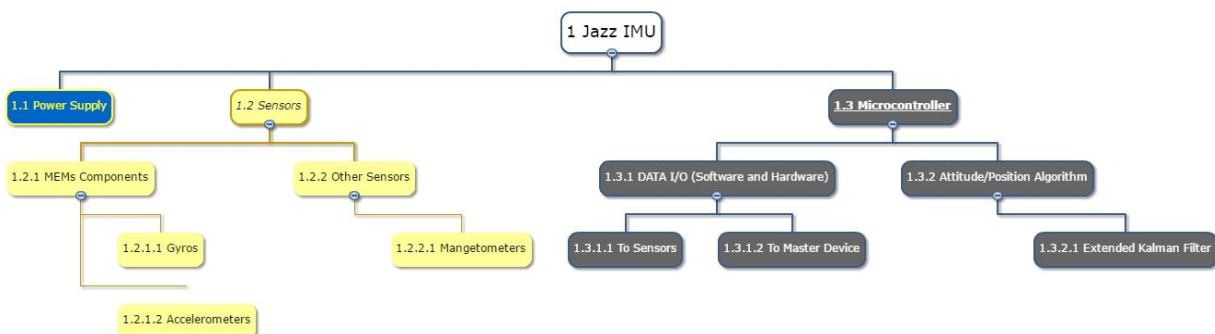 1 Jazz IMU
1.1 Power Supply
1.2 Sensors
1.3 Microcontroller
1.2.1 MEMs Components
1.2.2 Other Sensors
1.3.1 DATA I/O (Software and Hardware)
1.3.2 Attitude/Position Algorithm
1.2.1.1 Gyros
1.2.2.1 Mangetometers
1.3.1.1 To Sensors
1.3.1.2 To Master Device
1.3.2.1 Extended Kalman Filter
1.2.1.2 Accelerometers